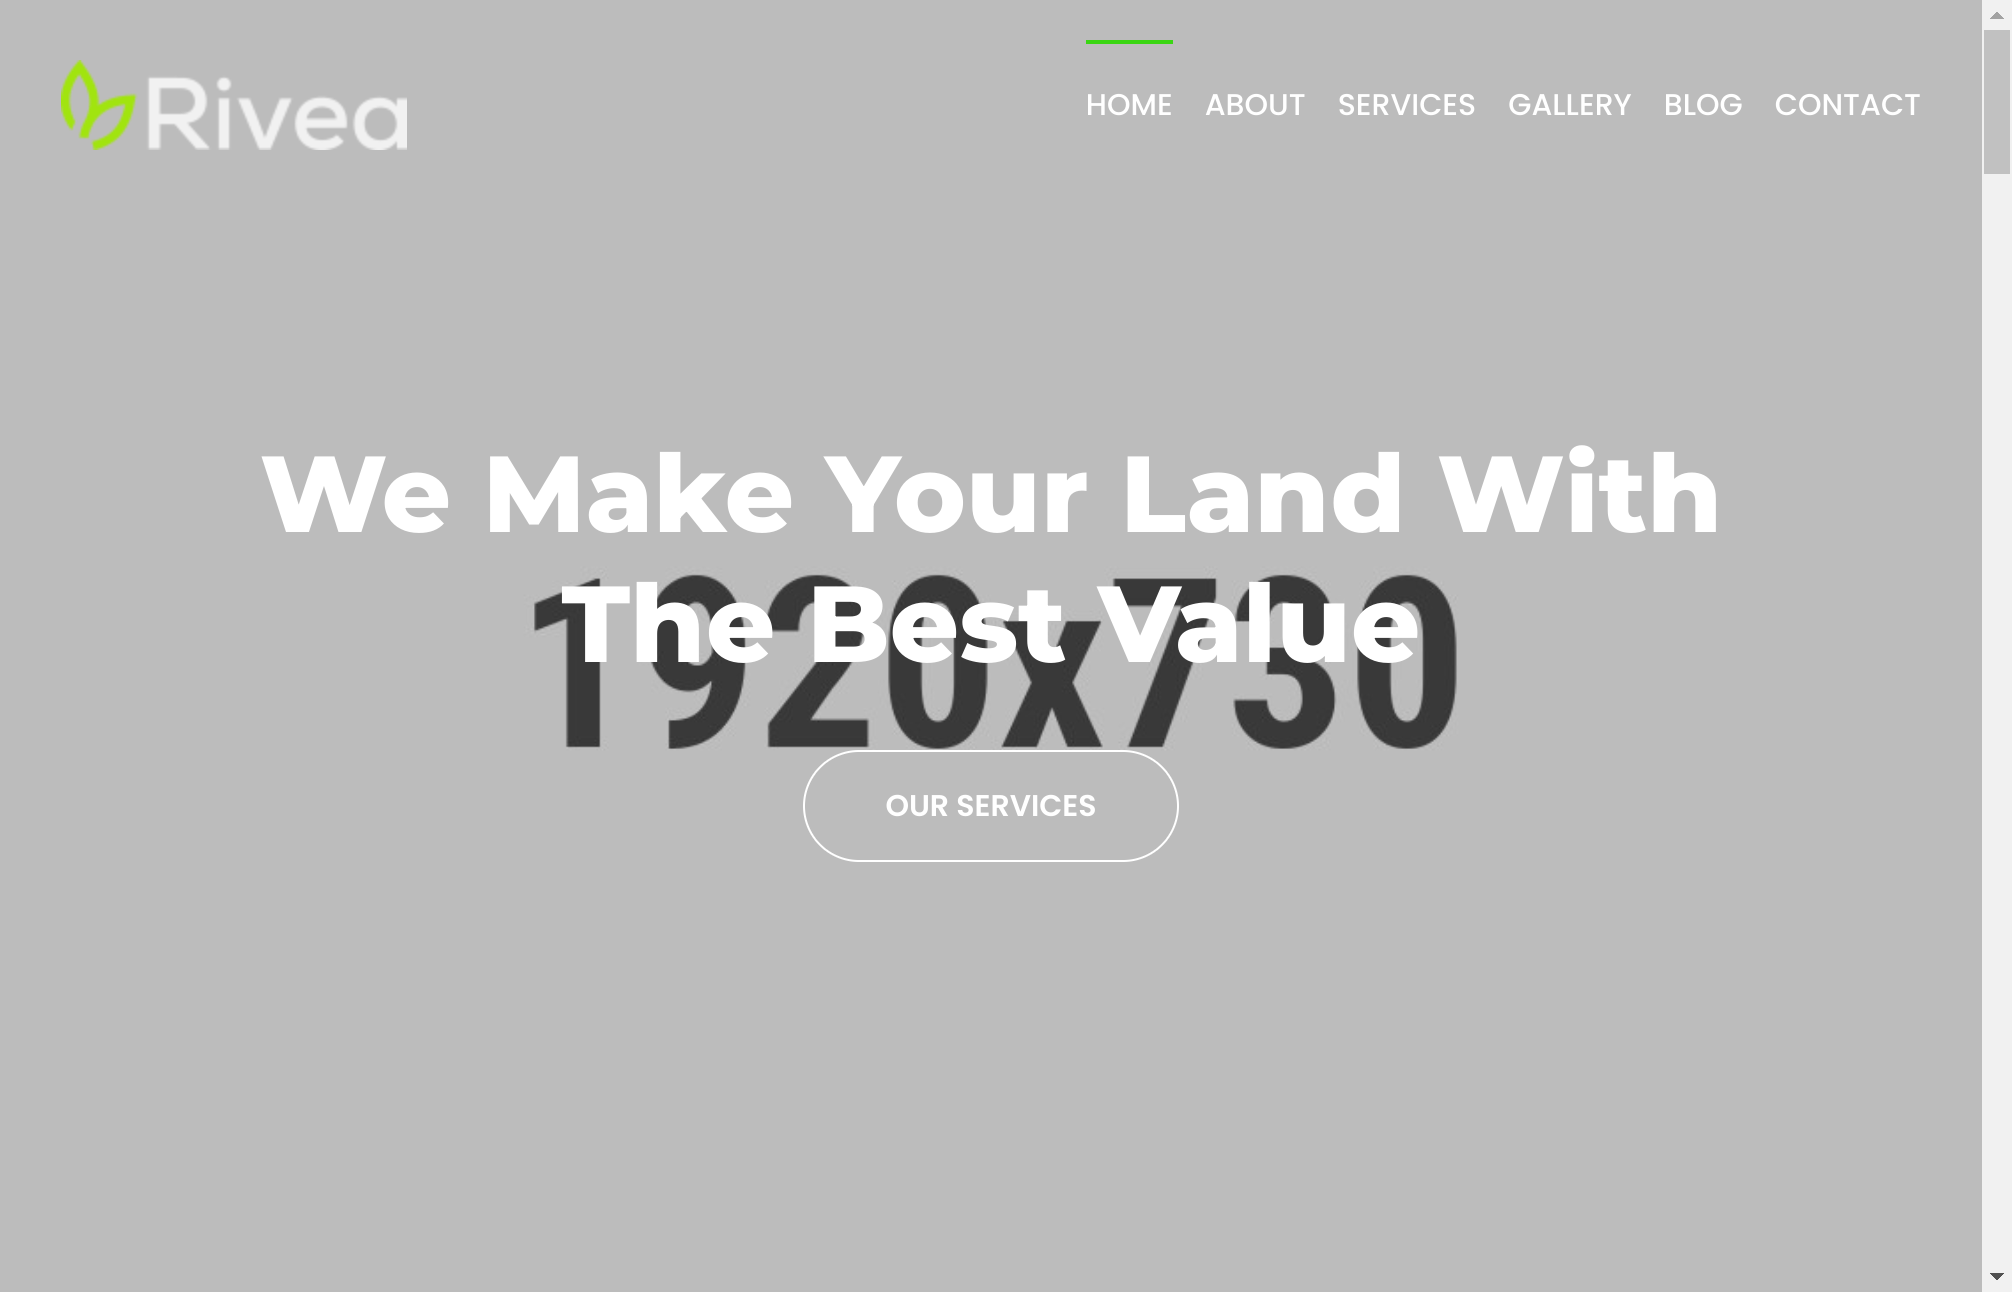 Rivea
HOME ABOUT SERVICES GALLERY BLOG CONTACT
We Make Your Land With
The Best Value
1920x730
OUR SERVICES